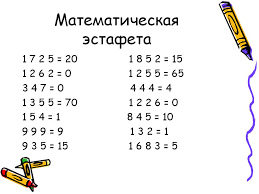 Математическая
эстафета
1 7 2 5 = 20
1 2 6 2 = 0
3 4 7 = 0
1 3 5 5 = 70
1 5 4 = 1
9 9 9 = 9
9 3 5 = 15
1 8 5 2 = 15
1 2 5 5 = 65
4 4 4 = 4
1 2 2 6 = 0
8 4 5 = 10
1 3 2 = 1
1 6 8 3 = 5